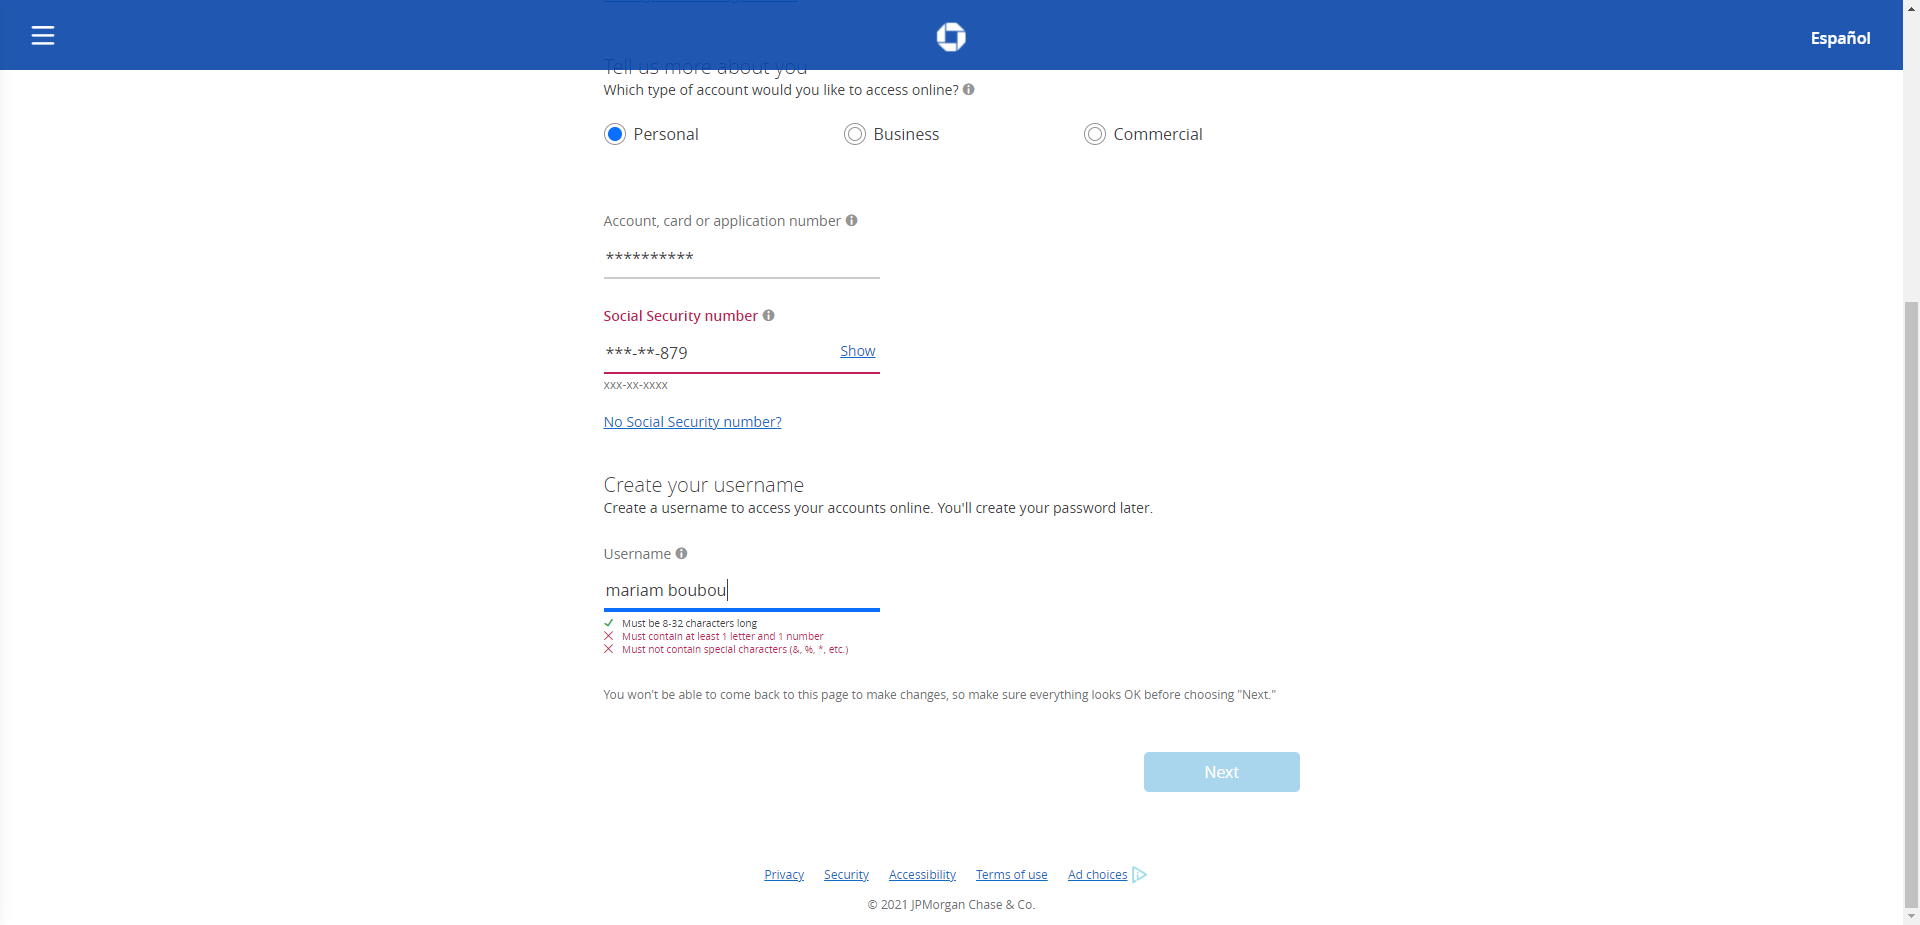 Español
Tell us more about you
Which type of account would you like to access online?
Personal
Business
Commercial
Account, card or application number
**********
Social Security number
***-**-879
Show
xxx-xx-xxxx
No Social Security number?
Create your username
Create a username to access your accounts online. You'll create your password later.
Username
mariam boubou
Must be 8-32 characters long
Must contain at least 1 letter and 1 number
Must not contain special characters (&, %, *, etc.)
You won't be able to come back to this page to make changes, so make sure everything looks OK before choosing "Next."
Next
Privacy
Security
Accessibility
Terms of use
Ad choices
© 2021 JPMorgan Chase & Co.